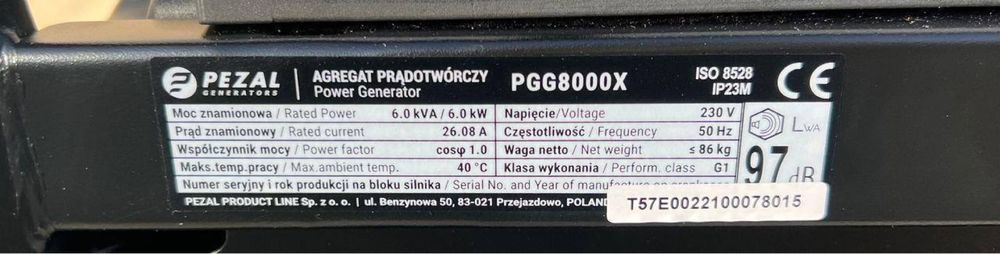 PEZAL
GENERATORS
AGREGAT PRĄDOTWÓRCZY
Power Generator
PGG8000X
ISO 8528
IP23M
CE
Moc znamionowa / Rated Power 6.0 kVA / 6.0 kW
Napięcie/Voltage 230 V
Prąd znamionowy / Rated current 26.08 A
Częstotliwość / Frequency 50 Hz
Współczynnik mocy / Power factor cosφ 1.0
Waga netto / Net weight ≤ 86 kg
Maks.temp.pracy / Max.ambient temp. 40 °C
Klasa wykonania / Perform. class G1
LWA
97 dB
Numer seryjny i rok produkcji na bloku silnika / Serial No. and Year of
PEZAL PRODUCT LINE Sp. z o. o. | ul. Benzynowa 50, 83-021 Przejazdowo, POLAND
T57E0022100078015